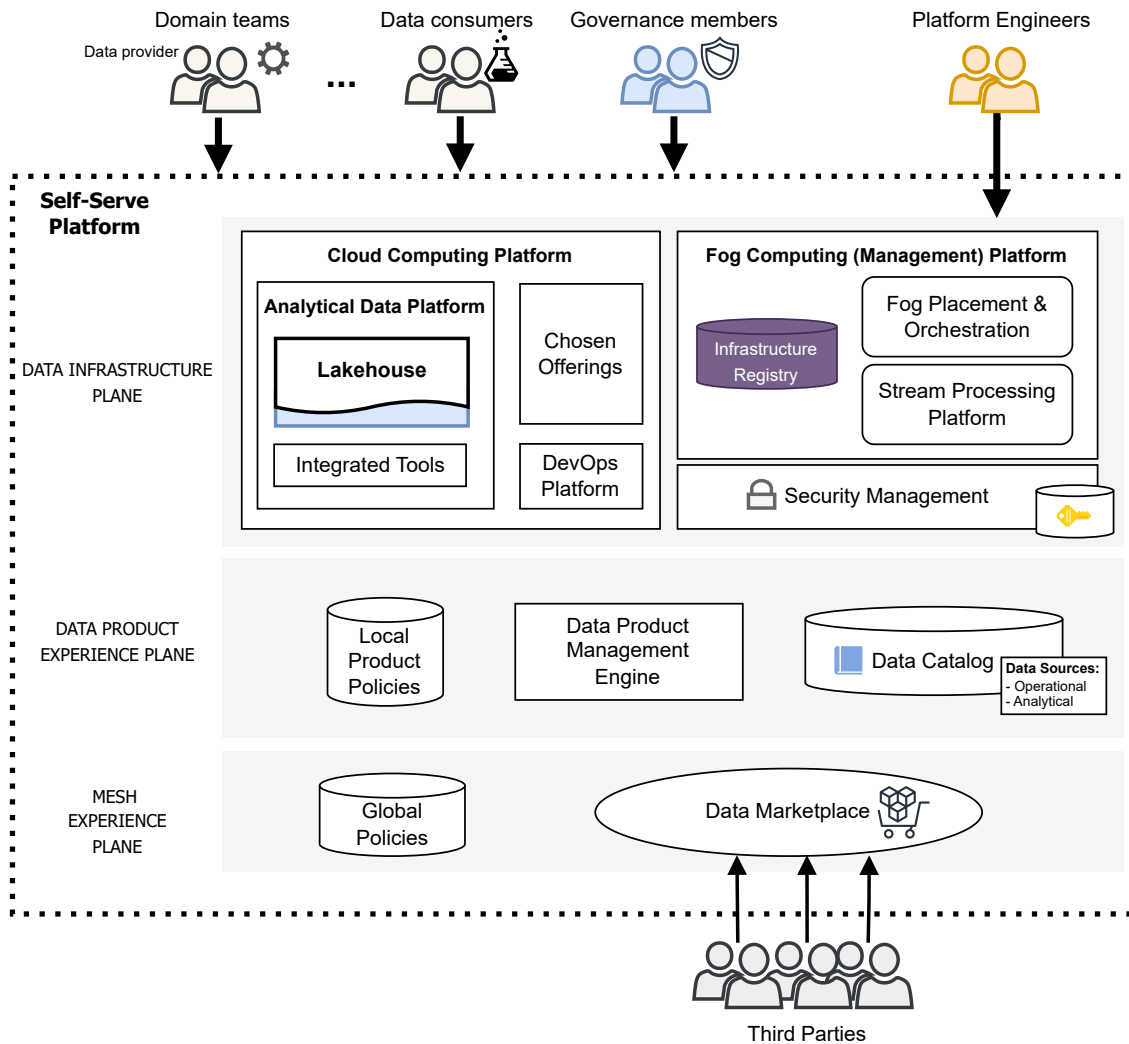 Domain teams
Data consumers
Governance members
Platform Engineers
Data provider
...
Self-Serve
Platform
DATA INFRASTRUCTURE
PLANE
Cloud Computing Platform
Analytical Data Platform
Lakehouse
Integrated Tools
Chosen
Offerings
DevOps
Platform
Fog Computing (Management) Platform
Infrastructure
Registry
Fog Placement &
Orchestration
Stream Processing
Platform
Security Management
DATA PRODUCT
EXPERIENCE PLANE
Local
Product
Policies
Data Product
Management
Engine
Data Catalog
Data Sources:
- Operational
- Analytical
MESH
EXPERIENCE
PLANE
Global
Policies
Data Marketplace
Third Parties